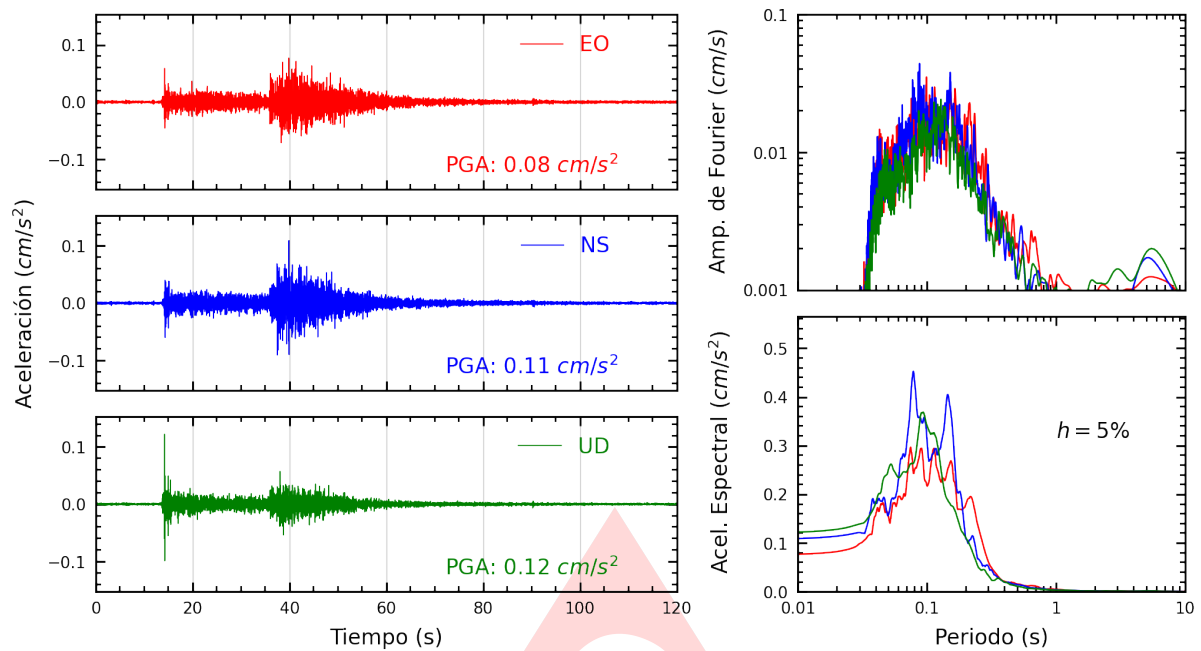 Aceleración (cm/s²)
0.1
0.0
−0.1
EO
PGA: 0.08 cm/s²
0.1
0.0
−0.1
NS
PGA: 0.11 cm/s²
0.1
0.0
−0.1
UD
PGA: 0.12 cm/s²
0 20 40 60 80 100 120
Tiempo (s)
Amp. de Fourier (cm/s)
0.1
0.01
0.001
Acel. Espectral (cm/s²)
0.5
0.4
0.3
0.2
0.1
0.0
h = 5%
0.01 0.1 1 10
Periodo (s)